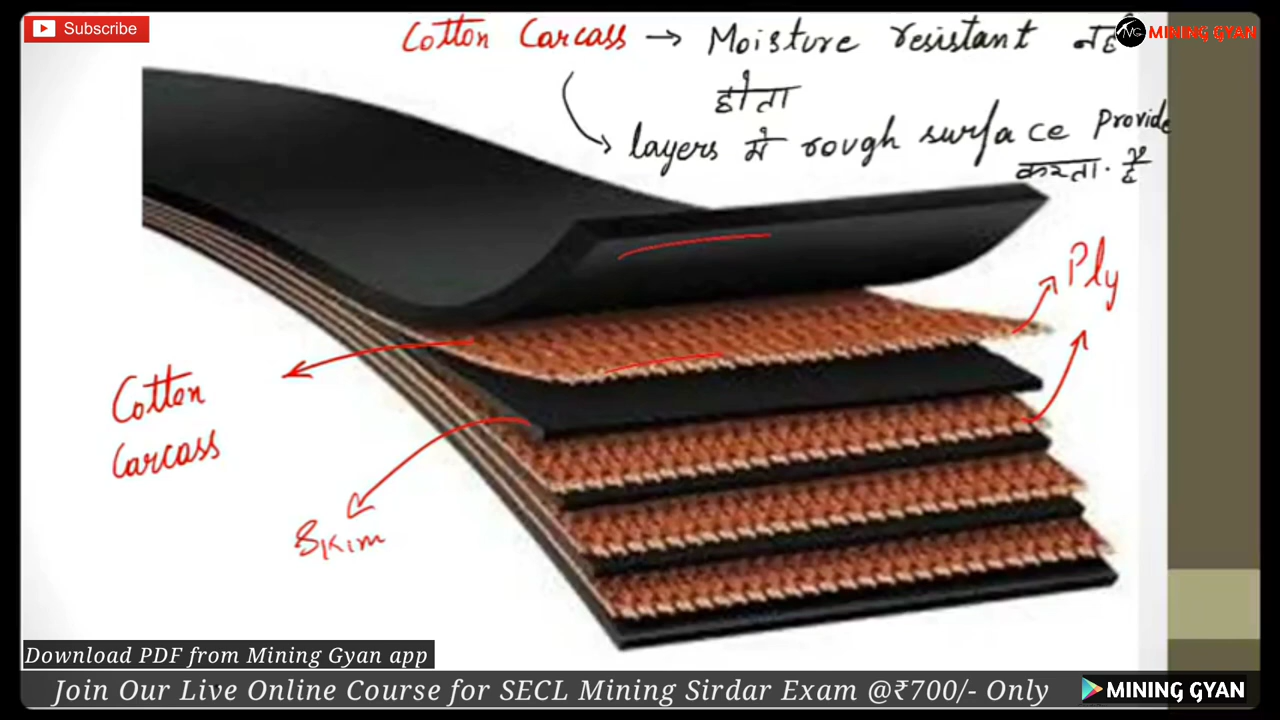 Subscribe
Cotton Carcass → Moisture resistant
MINING GYAN
होता
layers में rough surface Provide
करता. है
Ply
Cotton
Carcass
Skim
Download PDF from Mining Gyan app
Join Our Live Online Course for SECL Mining Sirdar Exam @₹700/- Only
MINING GYAN